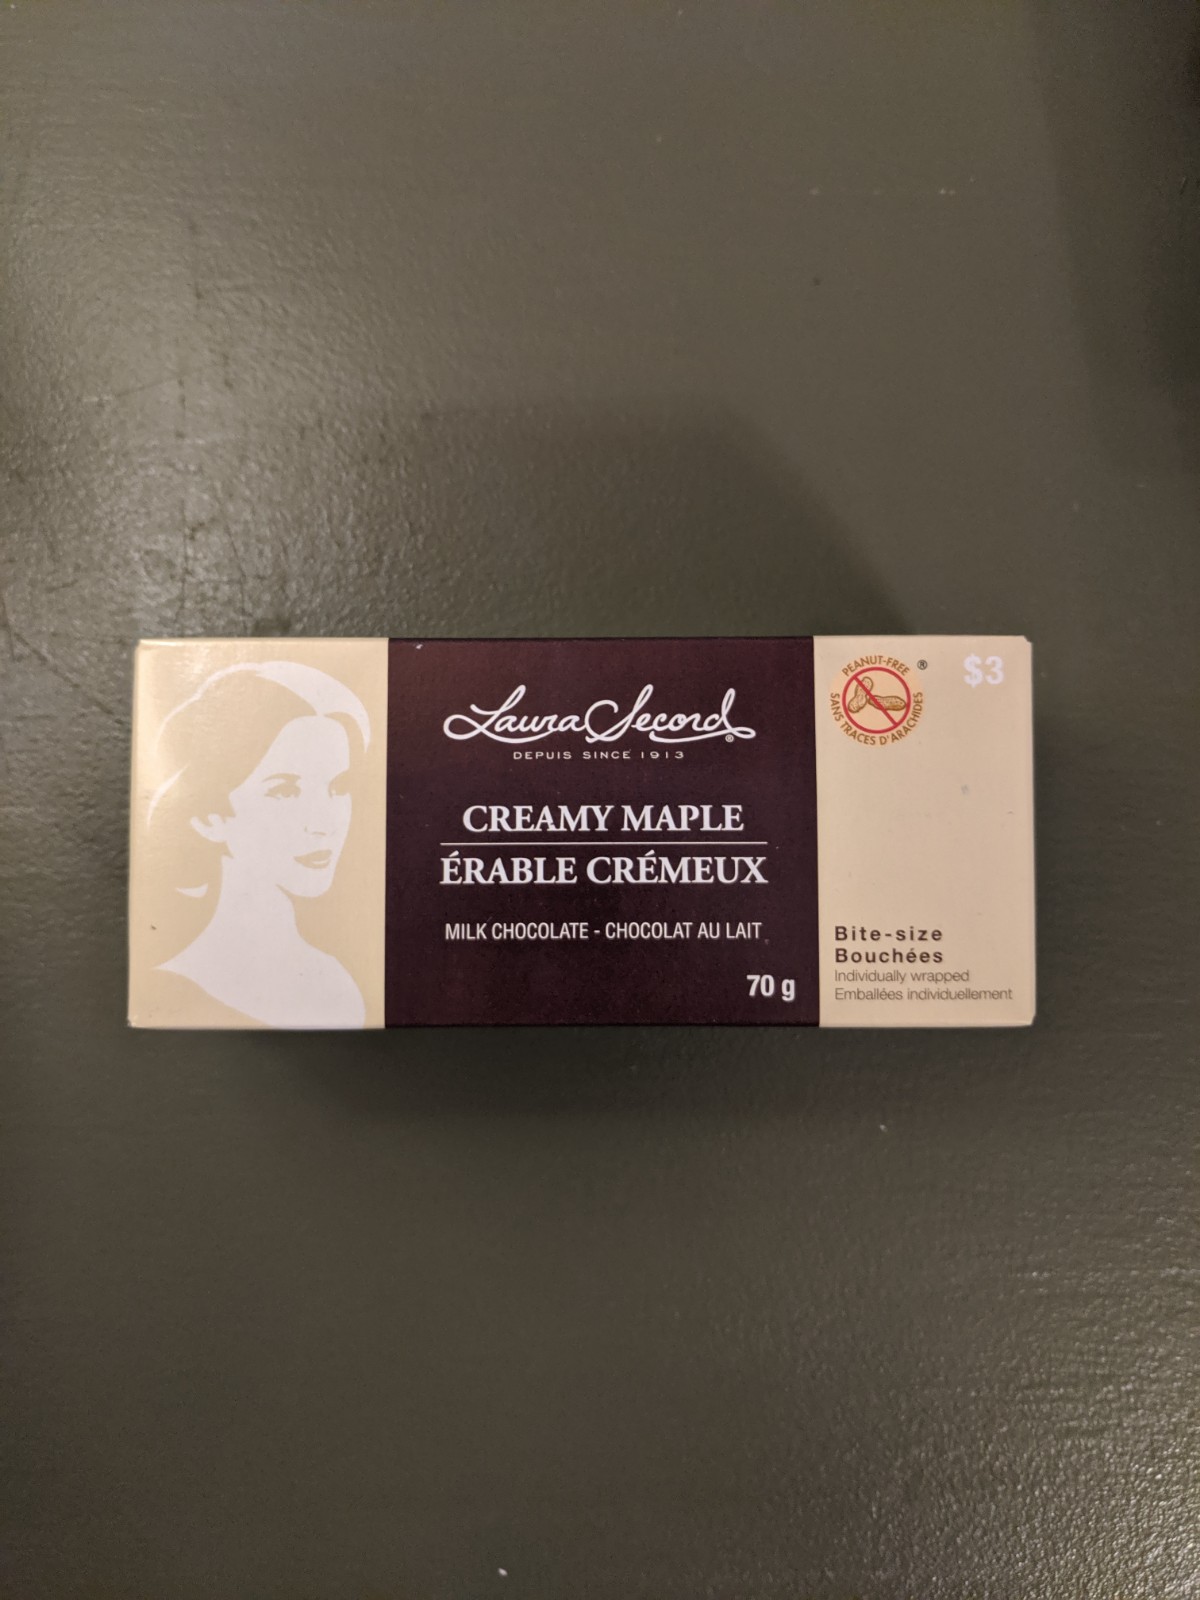 Laura Secord®
DEPUIS SINCE 1913
CREAMY MAPLE
ÉRABLE CRÉMEUX
MILK CHOCOLATE - CHOCOLAT AU LAIT
70 g
PEANUT-FREE ®
SANS TRACES D'ARACHIDES
$3
Bite-size
Bouchées
Individually wrapped
Emballées individuellement